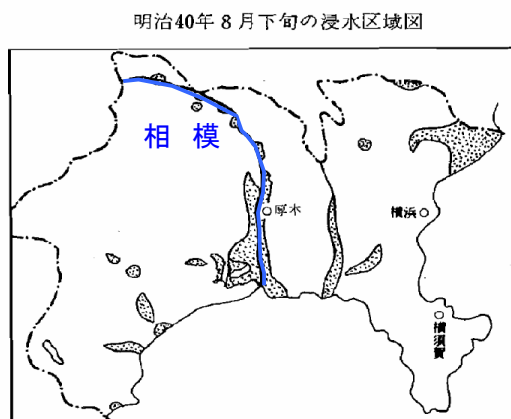 明治40年8月下旬の浸水区域図
相模
厚木
横浜
横須賀